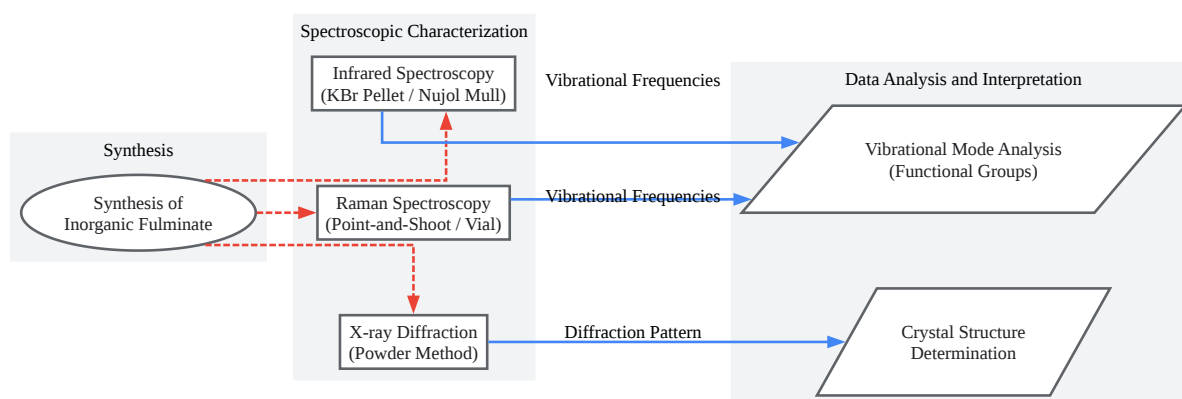 Synthesis
Synthesis of
Inorganic Fulminate
Spectroscopic Characterization
Infrared Spectroscopy
(KBr Pellet / Nujol Mull)
Raman Spectroscopy
(Point-and-Shoot / Vial)
X-ray Diffraction
(Powder Method)
Vibrational Frequencies
Vibrational Frequencies
Diffraction Pattern
Data Analysis and Interpretation
Vibrational Mode Analysis
(Functional Groups)
Crystal Structure
Determination